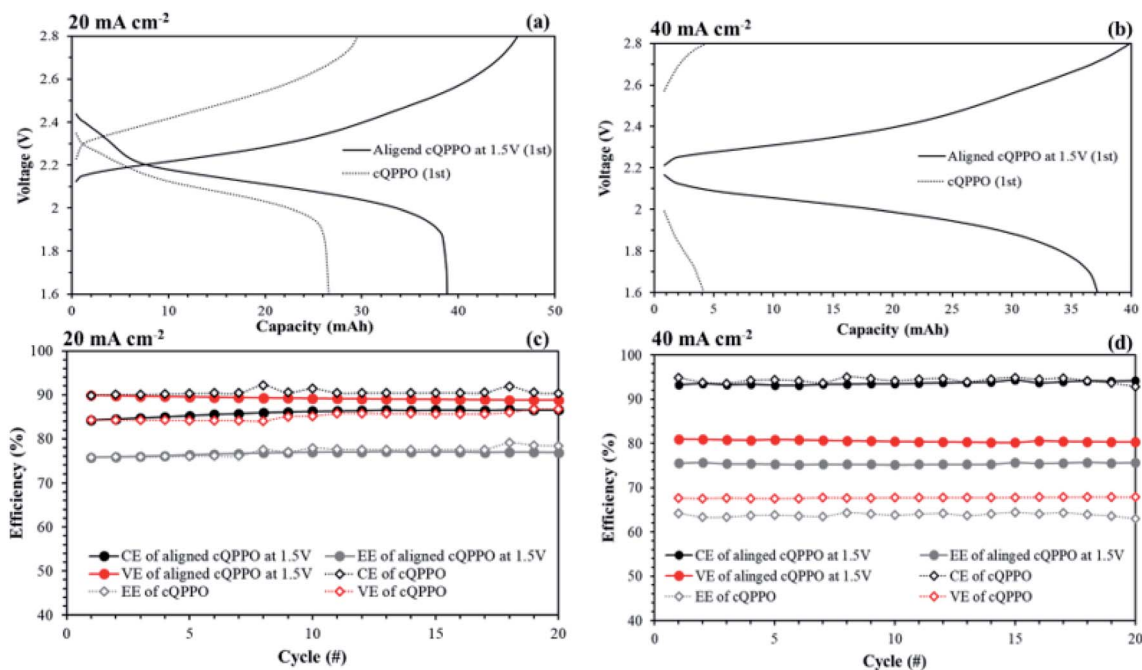 20 mA cm-2
(a)
2.8
2.6
2.4
2.2
2
1.8
1.6
Voltage (V)
Aligend cQPPO at 1.5V (1st)
cQPPO (1st)
0 10 20 30 40 50
Capacity (mAh)
40 mA cm-2
(b)
2.8
2.6
2.4
2.2
2
1.8
1.6
Voltage (V)
Aligned cQPPO at 1.5V (1st)
cQPPO (1st)
0 5 10 15 20 25 30 35 40
Capacity (mAh)
20 mA cm-2
(c)
100
90
80
70
60
50
40
Efficiency (%)
CE of aligned cQPPO at 1.5V EE of aligned cQPPO at 1.5V
VE of aligned cQPPO at 1.5V CE of cQPPO
EE of cQPPO VE of cQPPO
0 5 10 15 20
Cycle (#)
40 mA cm-2
(d)
100
90
80
70
60
50
40
Efficiency (%)
CE of alinged cQPPO at 1.5V EE of alinged cQPPO at 1.5V
VE of alinged cQPPO at 1.5V CE of cQPPO
EE of cQPPO VE of cQPPO
0 5 10 15 20
Cycle (#)